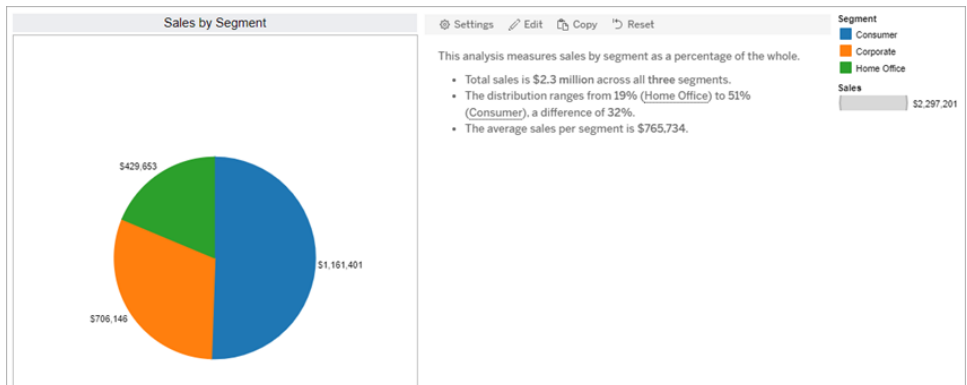 Sales by Segment
$429,653
$1,161,401
$706,146
Settings Edit Copy Reset
This analysis measures sales by segment as a percentage of the whole.
• Total sales is $2.3 million across all three segments.
• The distribution ranges from 19% (Home Office) to 51%
(Consumer), a difference of 32%.
• The average sales per segment is $765,734.
Segment
Consumer
Corporate
Home Office
Sales
$2,297,201